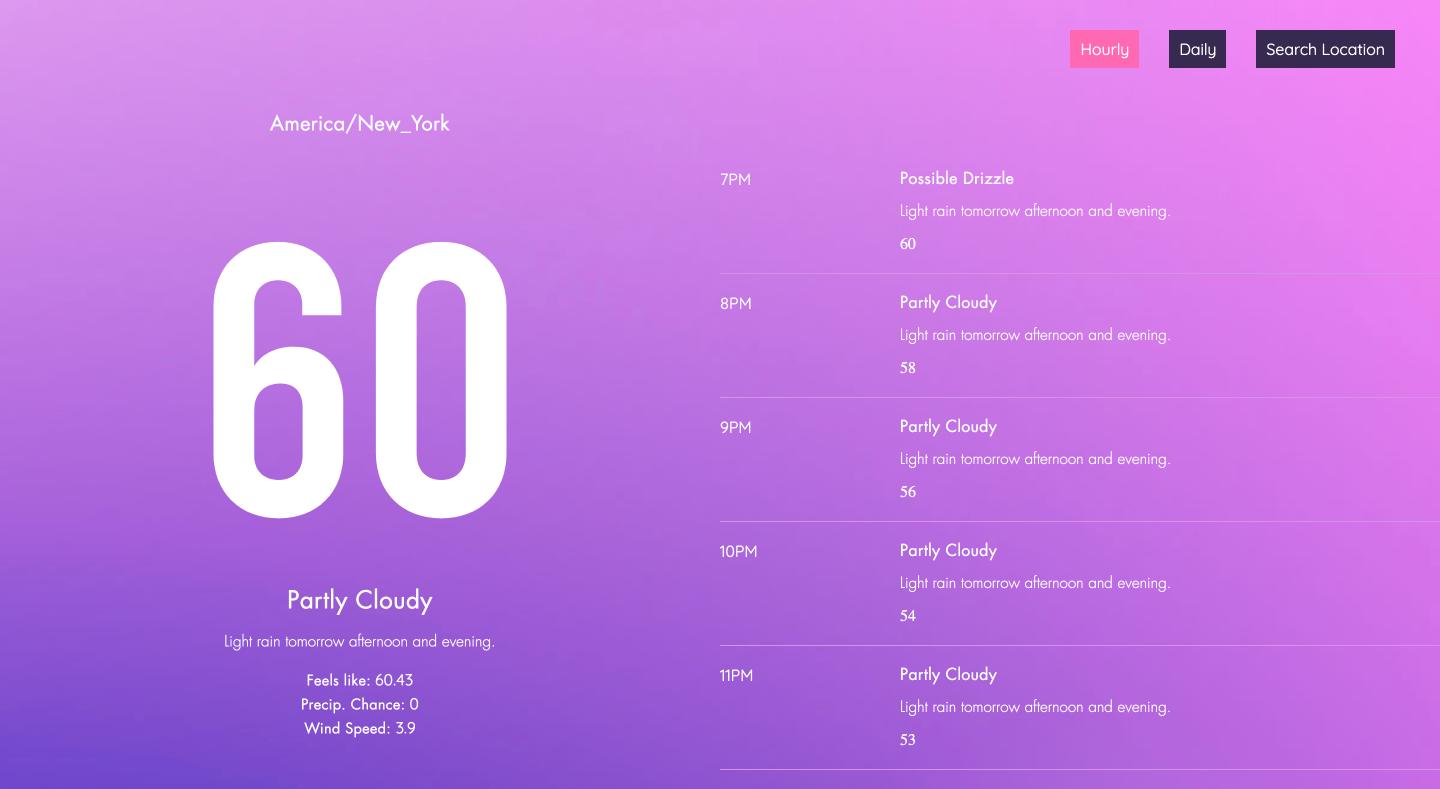 Hourly
Daily
Search Location
America/New_York
60
Partly Cloudy
Light rain tomorrow afternoon and evening.
Feels like: 60.43
Precip. Chance: 0
Wind Speed: 3.9
7PM
Possible Drizzle
Light rain tomorrow afternoon and evening.
60
8PM
Partly Cloudy
Light rain tomorrow afternoon and evening.
58
9PM
Partly Cloudy
Light rain tomorrow afternoon and evening.
56
10PM
Partly Cloudy
Light rain tomorrow afternoon and evening.
54
11PM
Partly Cloudy
Light rain tomorrow afternoon and evening.
53